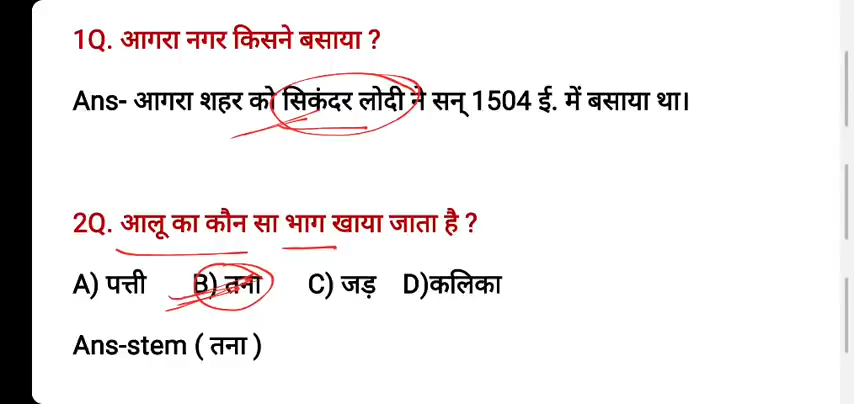 1Q. आगरा नगर किसने बसाया ?
Ans- आगरा शहर को सिकंदर लोदी ने सन् 1504 ई. में बसाया था।
2Q. आलू का कौन सा भाग खाया जाता है ?
A) पत्ती B) तना C) जड़ D)कलिका
Ans-stem ( तना )